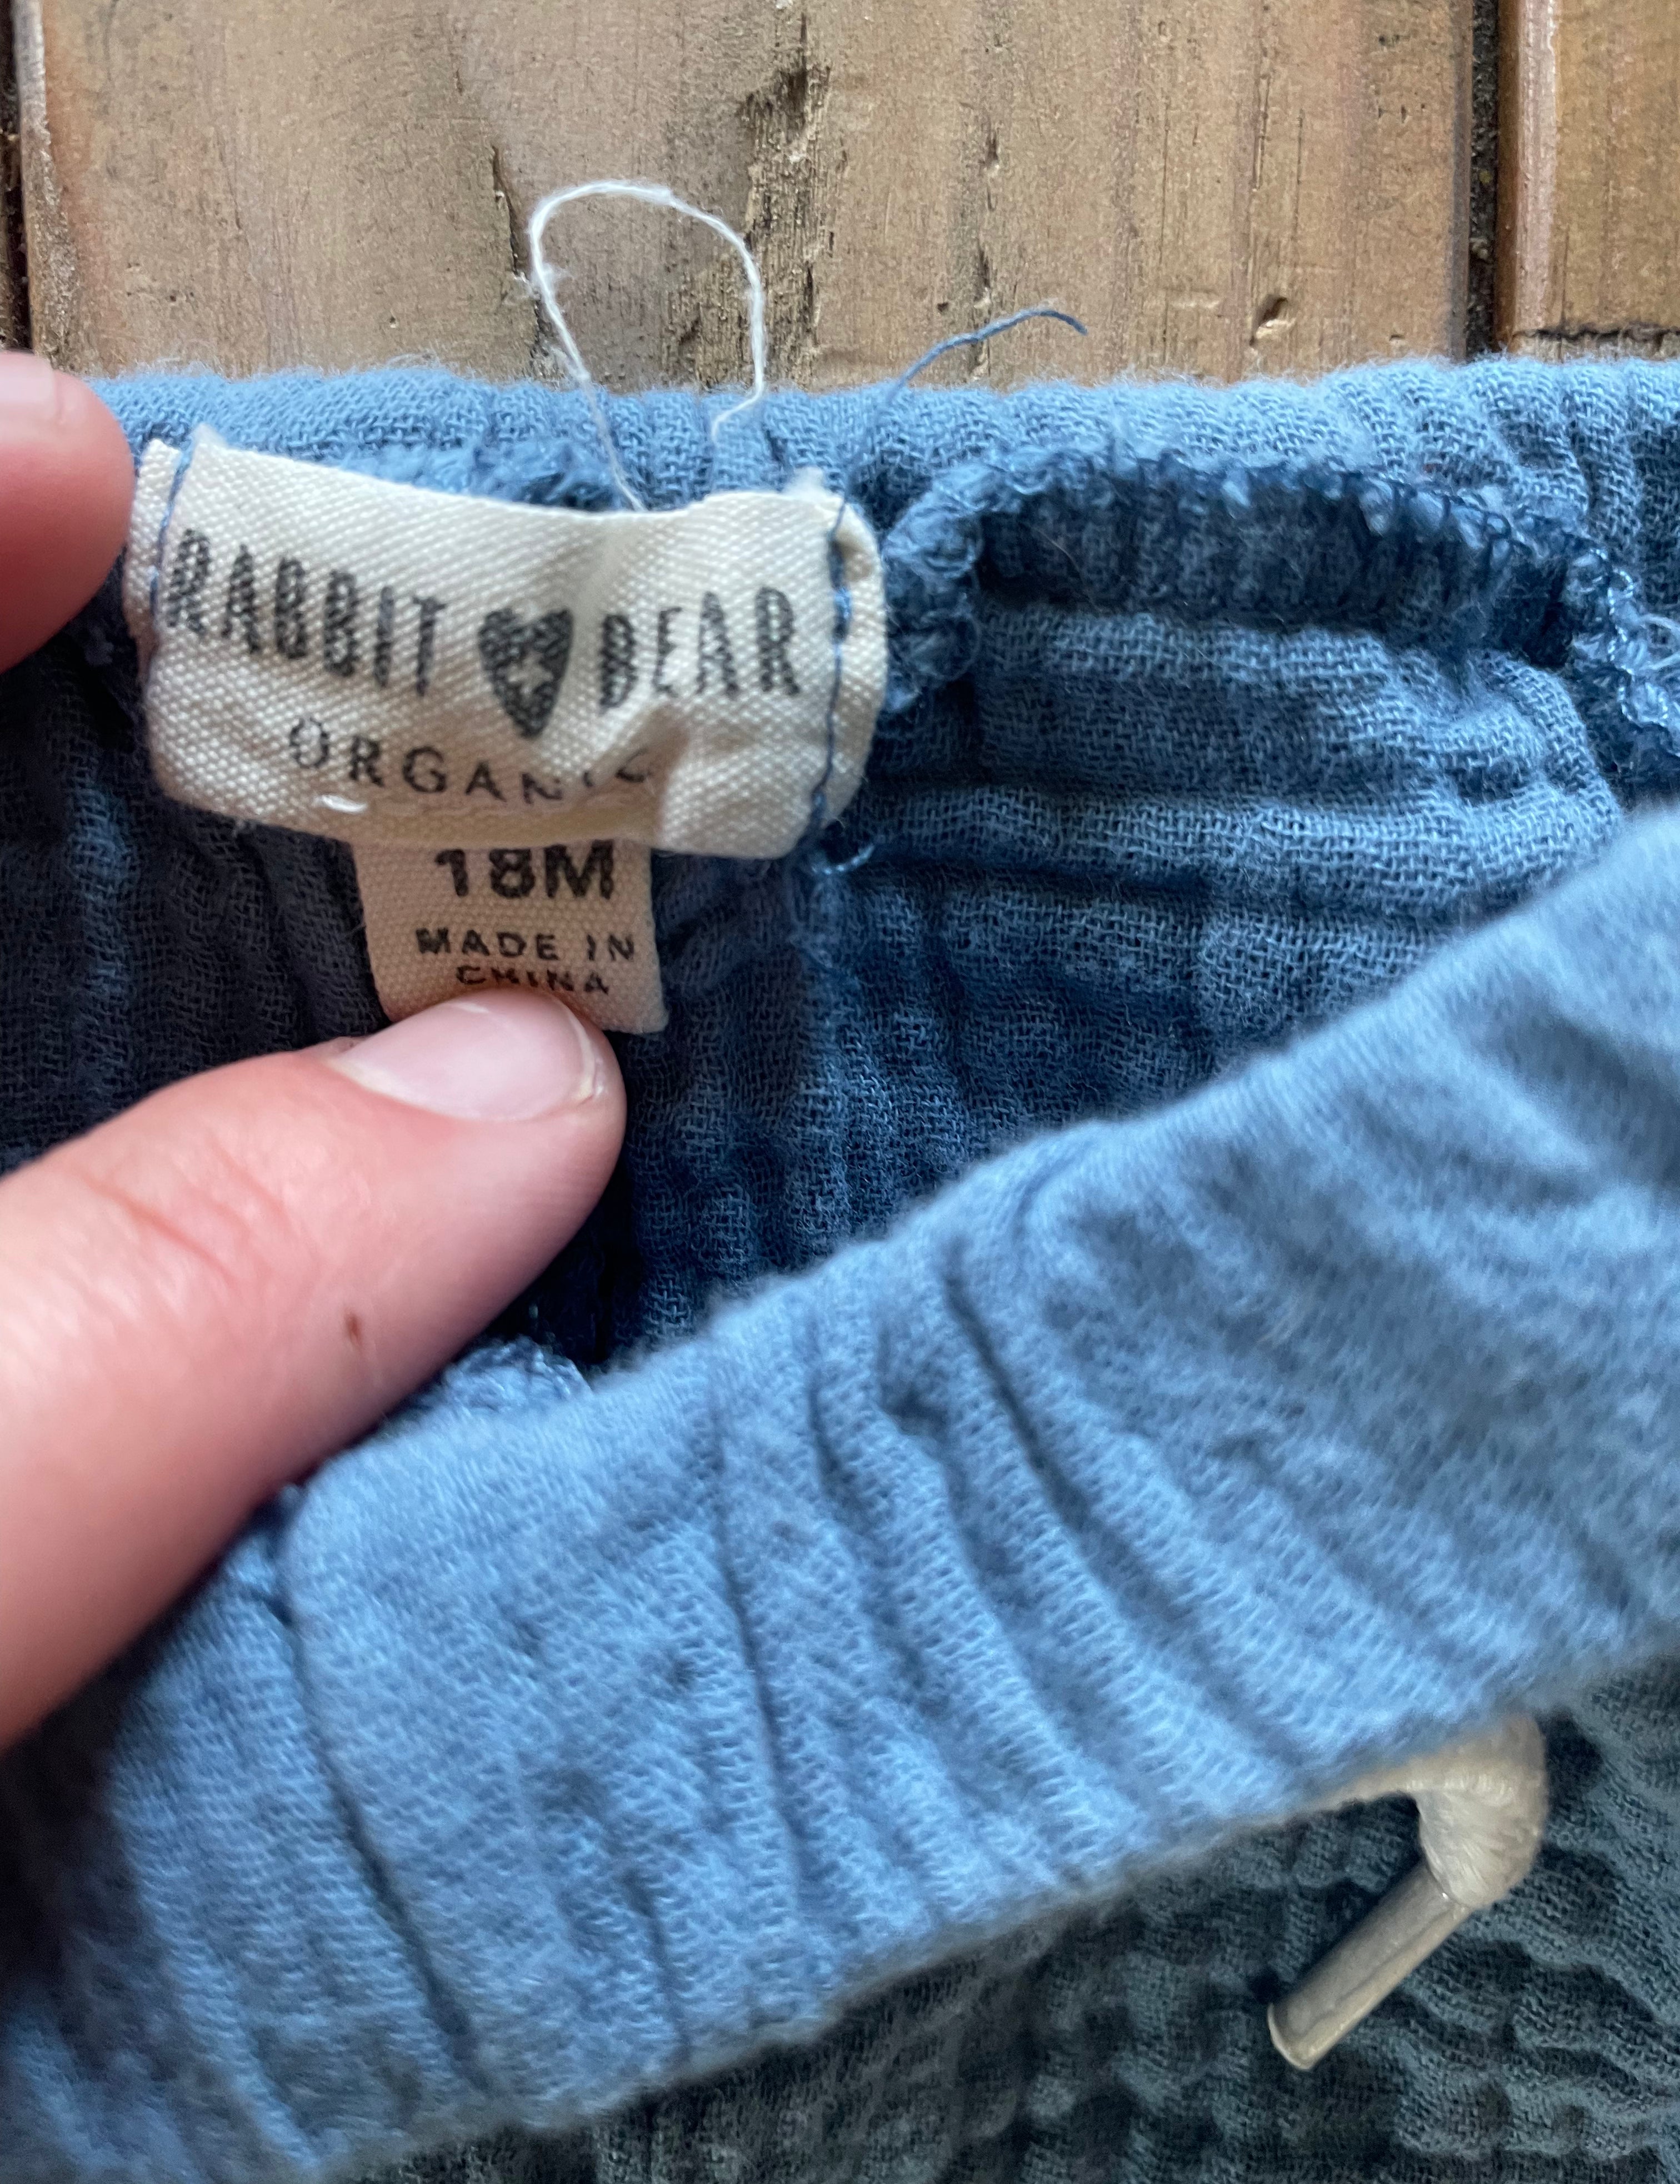 RABBIT BEAR
ORGANIC
18M
MADE IN
CHINA